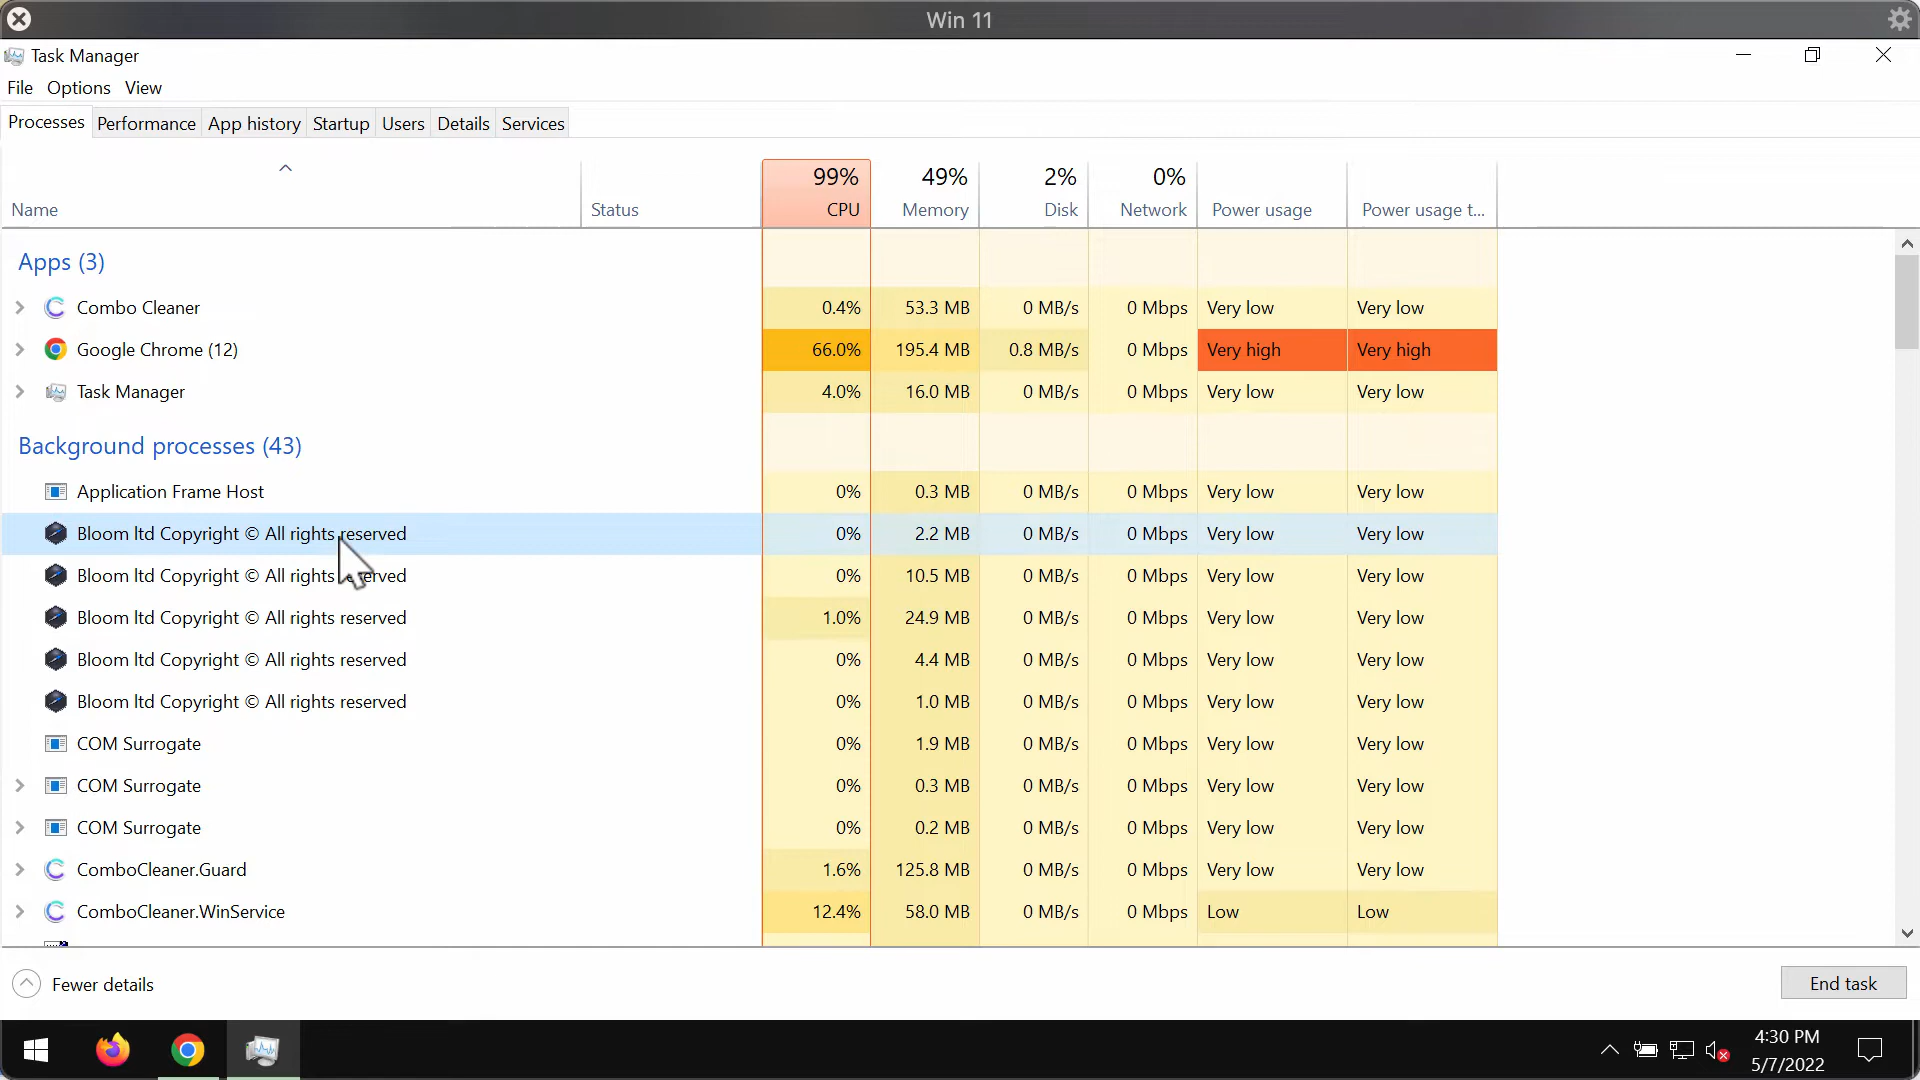 Win 11
Task Manager
File Options View
Processes Performance App history Startup Users Details Services
99% 49% 2% 0%
Name Status CPU Memory Disk Network Power usage Power usage t...
Apps (3)
Combo Cleaner 0.4% 53.3 MB 0 MB/s 0 Mbps Very low Very low
Google Chrome (12) 66.0% 195.4 MB 0.8 MB/s 0 Mbps Very high Very high
Task Manager 4.0% 16.0 MB 0 MB/s 0 Mbps Very low Very low
Background processes (43)
Application Frame Host 0% 0.3 MB 0 MB/s 0 Mbps Very low Very low
Bloom ltd Copyright © All rights reserved 0% 2.2 MB 0 MB/s 0 Mbps Very low Very low
Bloom ltd Copyright © All rights reserved 0% 10.5 MB 0 MB/s 0 Mbps Very low Very low
Bloom ltd Copyright © All rights reserved 1.0% 24.9 MB 0 MB/s 0 Mbps Very low Very low
Bloom ltd Copyright © All rights reserved 0% 4.4 MB 0 MB/s 0 Mbps Very low Very low
Bloom ltd Copyright © All rights reserved 0% 1.0 MB 0 MB/s 0 Mbps Very low Very low
COM Surrogate 0% 1.9 MB 0 MB/s 0 Mbps Very low Very low
COM Surrogate 0% 0.3 MB 0 MB/s 0 Mbps Very low Very low
COM Surrogate 0% 0.2 MB 0 MB/s 0 Mbps Very low Very low
ComboCleaner.Guard 1.6% 125.8 MB 0 MB/s 0 Mbps Very low Very low
ComboCleaner.WinService 12.4% 58.0 MB 0 MB/s 0 Mbps Low Low
Fewer details End task
4:30 PM
5/7/2022